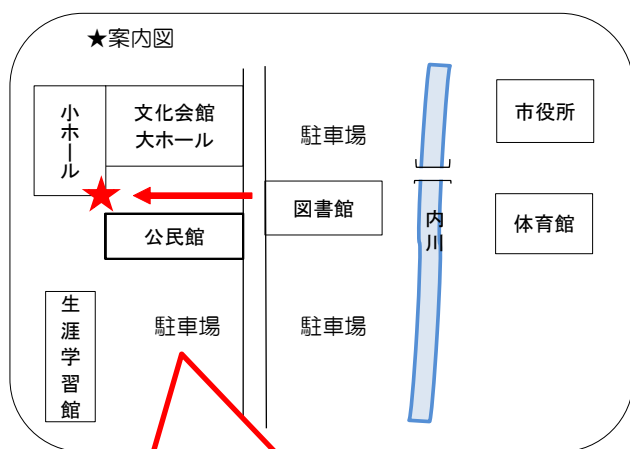 ★案内図
小ホール
文化会館
大ホール
駐車場
市役所
図書館
内川
体育館
公民館
生涯学習館
駐車場
駐車場